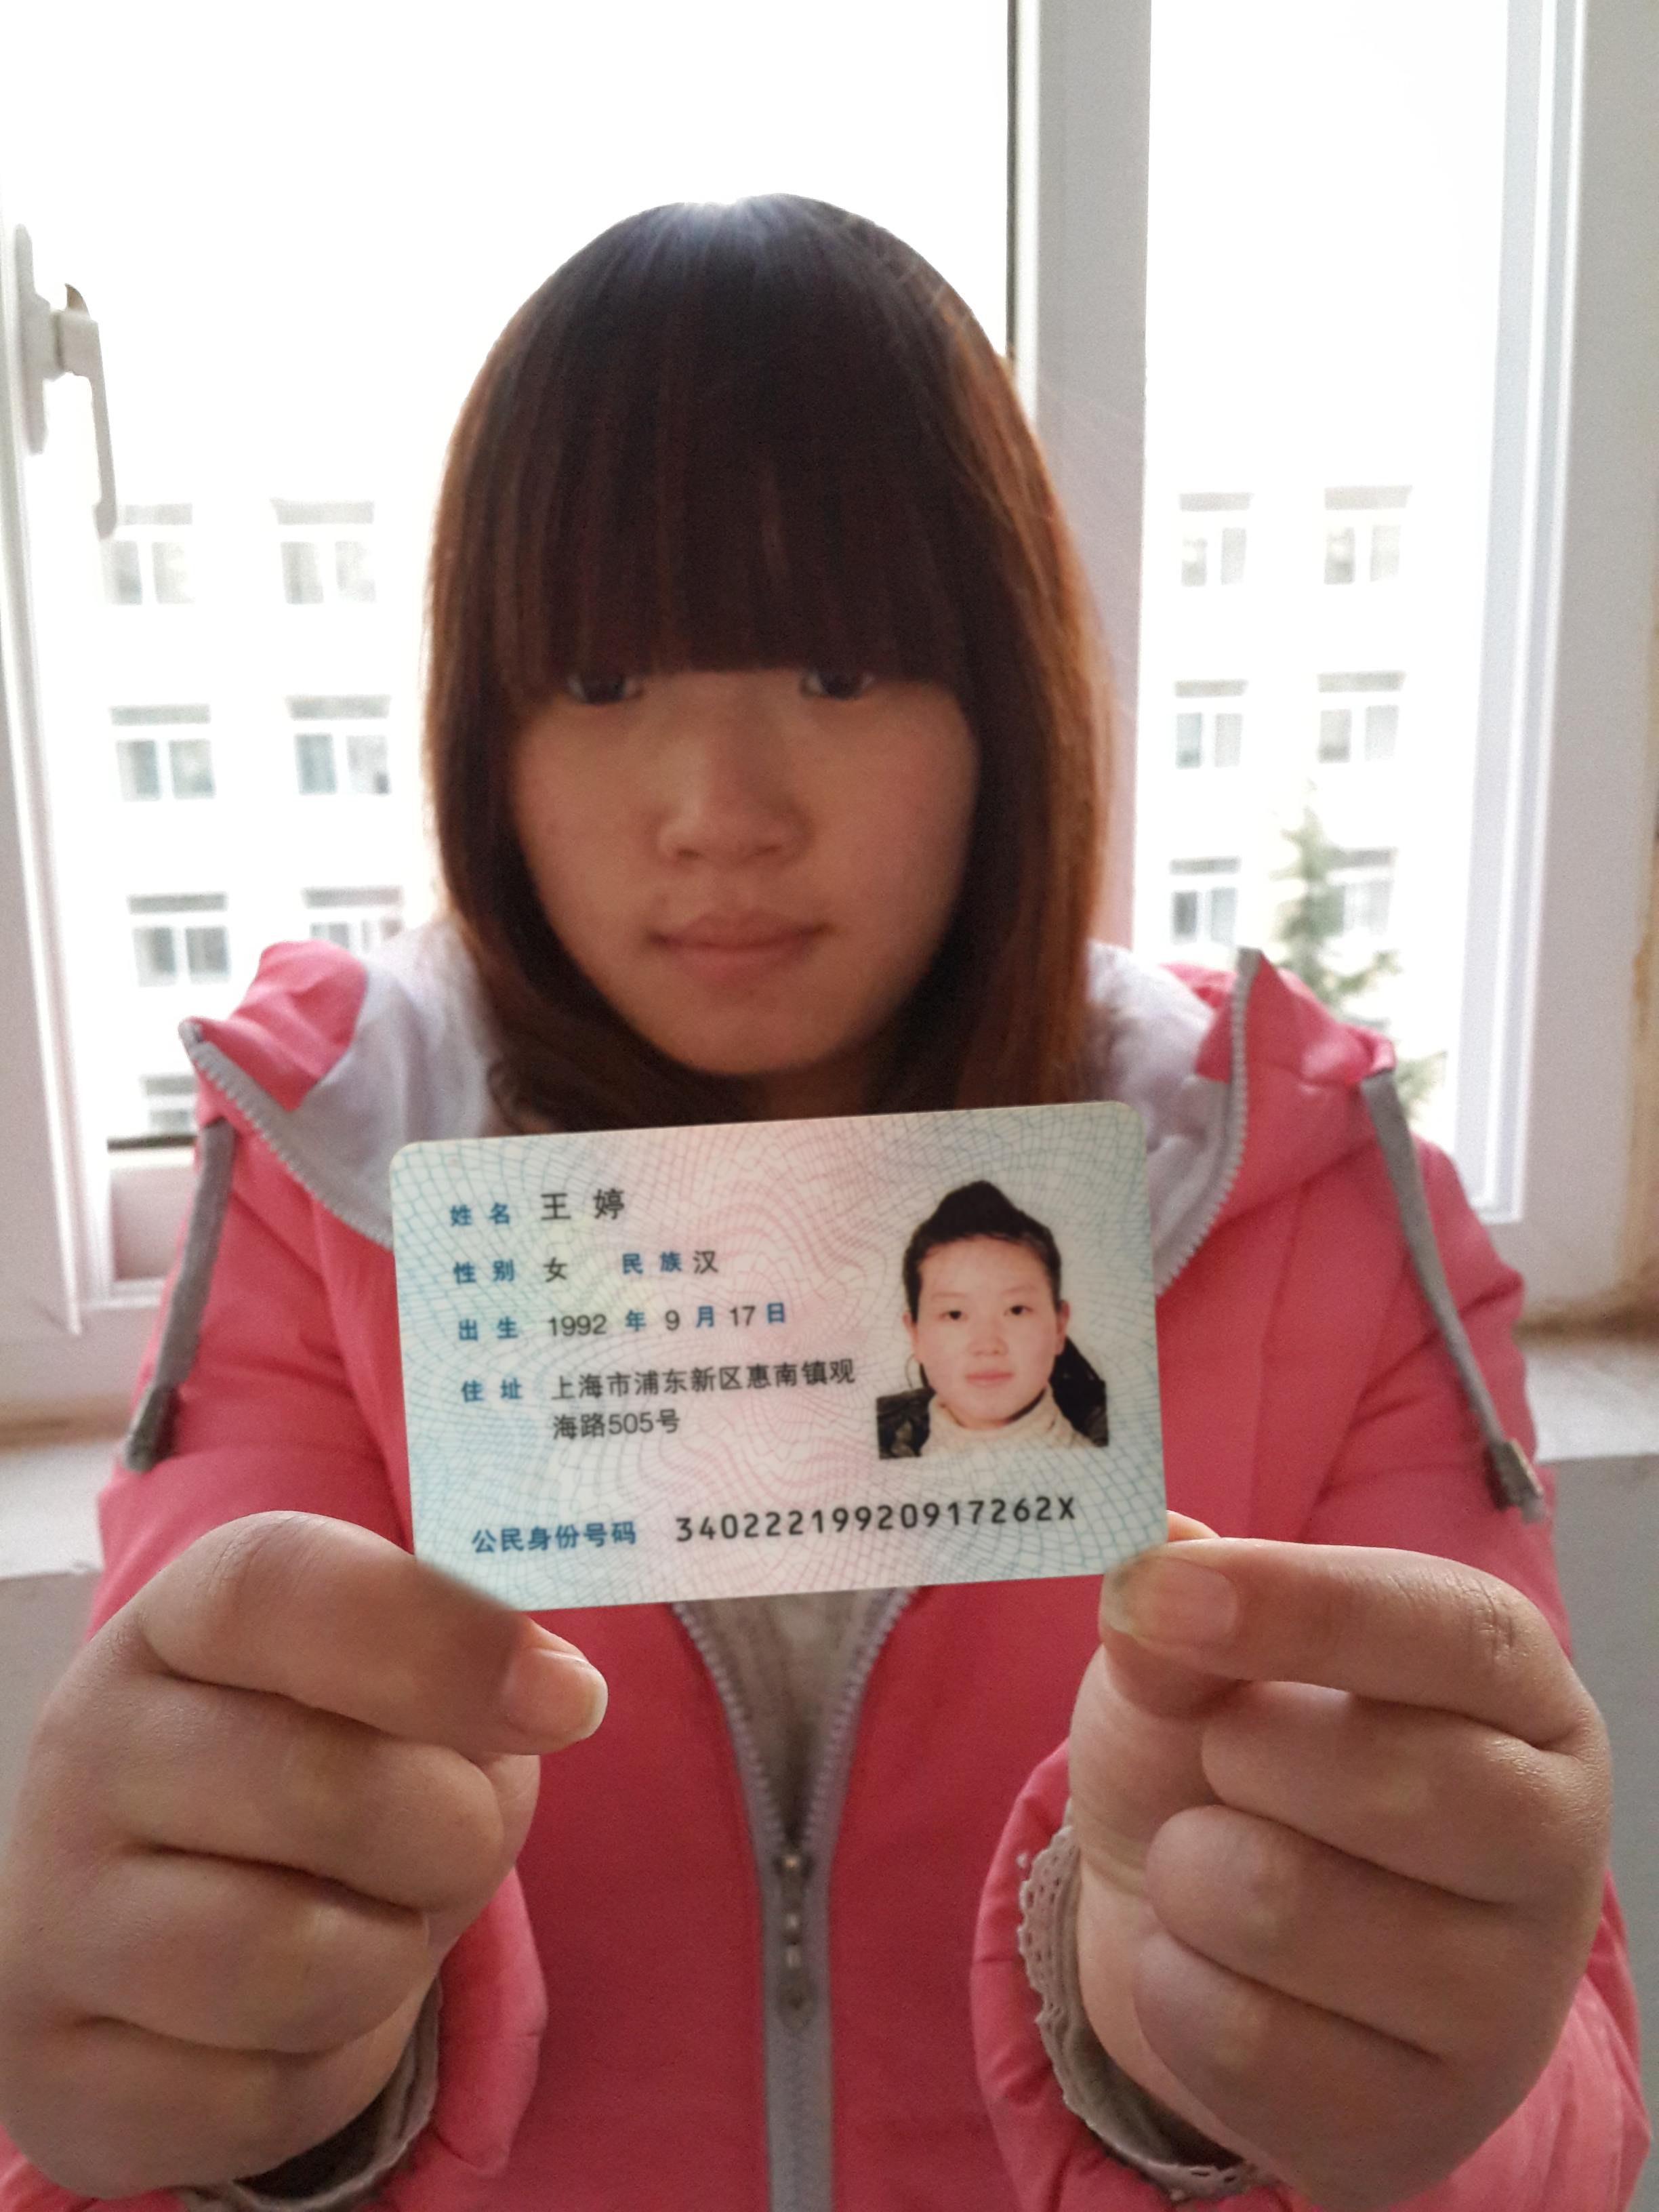 姓名 王婷
性别 女 民族 汉
出生 1992 年 9 月 17 日
住址 上海市浦东新区惠南镇观
海路505号
公民身份号码 34022219920917262X